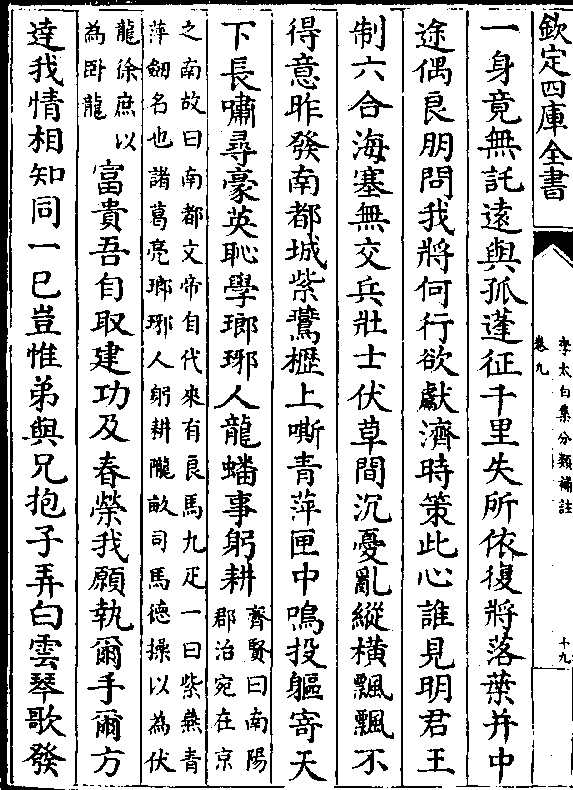 欽定四庫全書
李太白集分類補註
卷九
十九
一身竟無託遠與孤蓬征千里失所依復將落葉并中
途偶良朋問我將何行欲獻濟時策此心誰見明君王
制六合海塞無交兵壯士伏草間沉憂亂縱橫飄飄不
得意昨發南都城紫鷰櫪上嘶青萍匣中鳴投軀寄天
下長嘯尋豪英恥學瑯琊人龍蟠事躬耕
齊賢曰南陽
郡治宛在京
之南故曰南都文帝自代來有良馬九疋一曰紫燕青
萍劒名也諸葛亮瑯琊人躬耕隴畝司馬德操以為伏
龍徐庶以
為卧龍
富貴吾自取建功及春榮我願執爾手爾方
達我情相知同一已豈惟弟與兄抱子弄白雲琴歌發